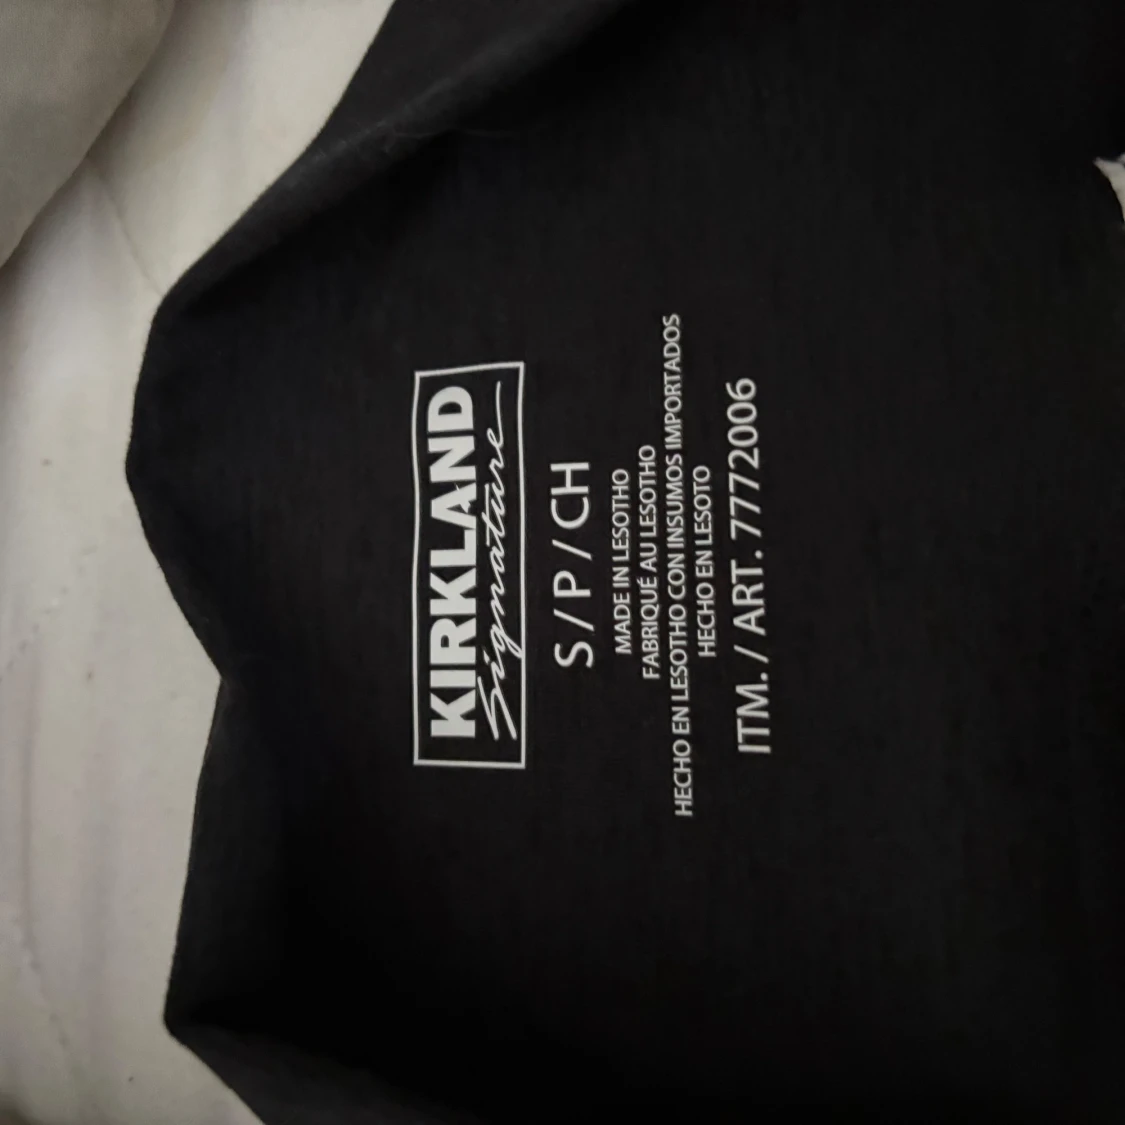 KIRKLAND
Signature
S / P / CH
MADE IN LESOTHO
FABRIQUÉ AU LESOTHO
HECHO EN LESOTHO CON INSUMOS IMPORTADOS
HECHO EN LESOTO
ITM. / ART. 7772006